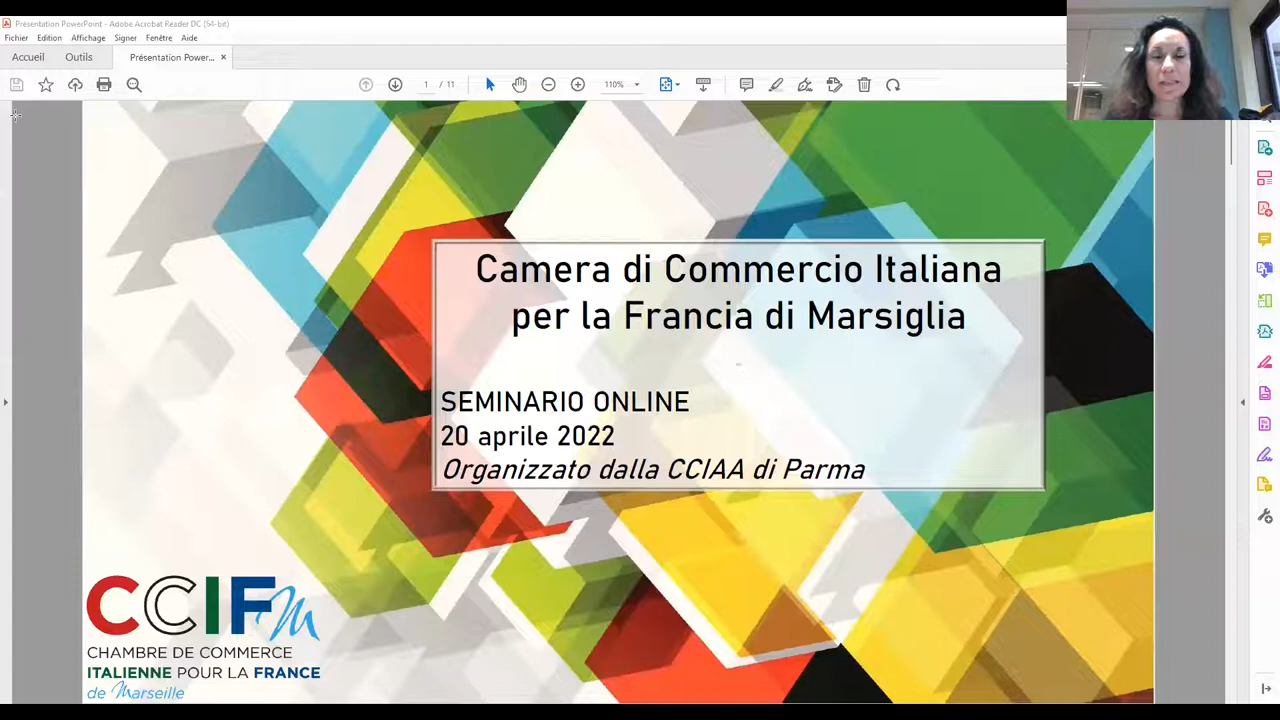 Présentation PowerPoint - Adobe Acrobat Reader DC (64-bit)
Fichier Edition Affichage Signer Fenêtre Aide
Accueil Outils Présentation Power... ×
1 / 11 110%
Camera di Commercio Italiana
per la Francia di Marsiglia
SEMINARIO ONLINE
20 aprile 2022
Organizzato dalla CCIAA di Parma
CCIFM
CHAMBRE DE COMMERCE
ITALIENNE POUR LA FRANCE
de Marseille